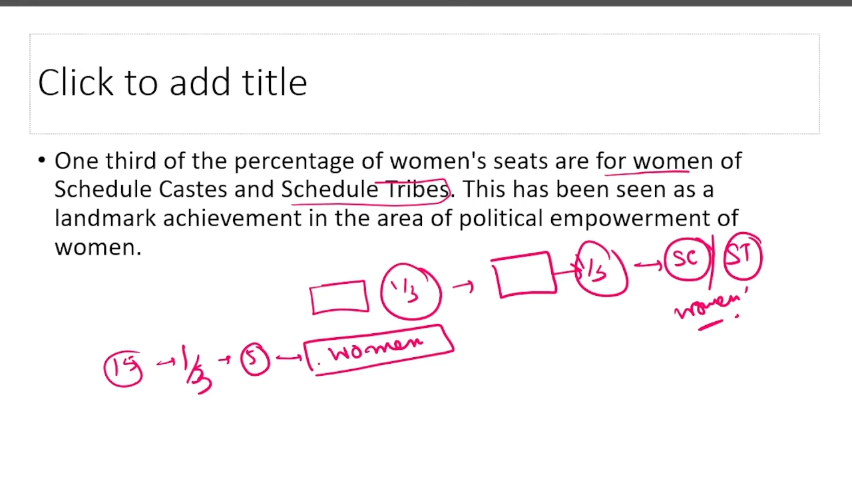 Click to add title
• One third of the percentage of women's seats are for women of
Schedule Castes and Schedule Tribes. This has been seen as a
landmark achievement in the area of political empowerment of
women.
1/3 → 1/3 → SC / ST
women
15 → 1/3 → 5 → women